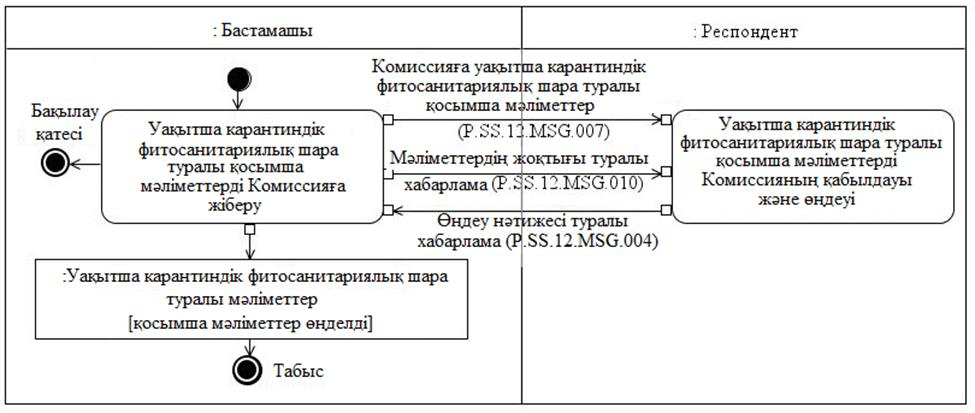 : Бастамашы
: Респондент
Комиссияға уақытша карантиндік
фитосанитариялық шара туралы
қосымша мәліметтер
(P.SS.12.MSG.007)
Бақылау
қатесі
Уақытша карантиндік
фитосанитариялық шара
туралы қосымша
мәліметтерді Комиссияға
жіберу
Мәліметтердің жоқтығы туралы
хабарлама (P.SS.12.MSG.010)
Өңдеу нәтижесі туралы
хабарлама (P.SS.12.MSG.004)
Уақытша карантиндік
фитосанитариялық шара туралы
қосымша мәліметтерді
Комиссияның қабылдауы
және өңдеуі
:Уақытша карантиндік фитосанитариялық шара
туралы мәліметтер
[қосымша мәліметтер өңделді]
Табыс